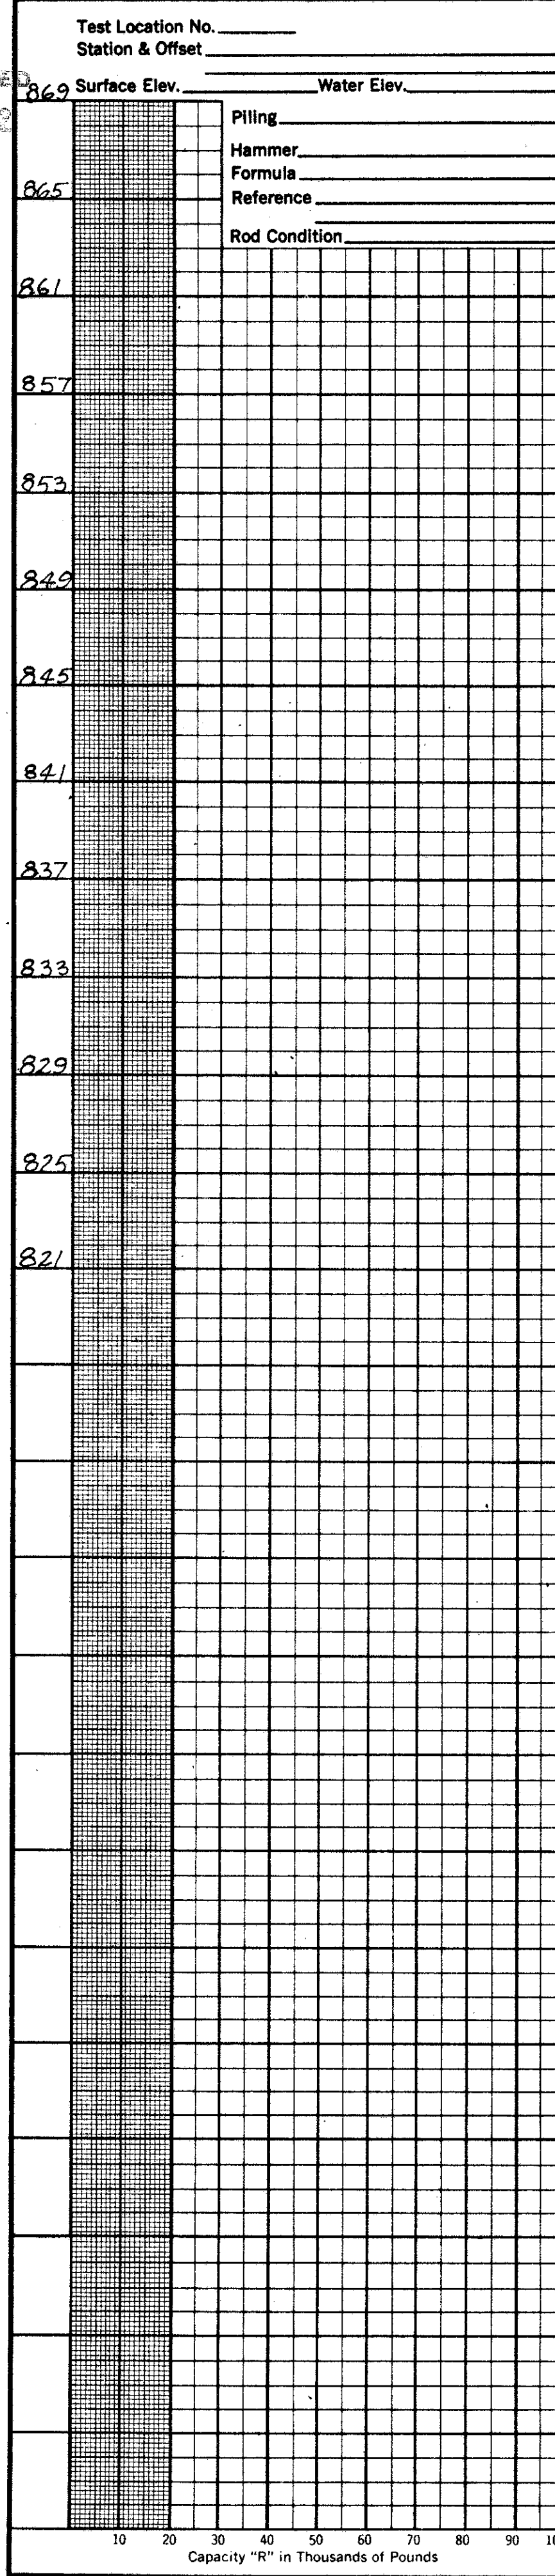 Test Location No.
Station & Offset
Surface Elev. Water Elev.
869
Piling
Hammer
Formula
865
Reference
Rod Condition
861
857
853
849
845
841
837
833
829
825
821
10 20 30 40 50 60 70 80 90
Capacity "R" in Thousands of Pounds